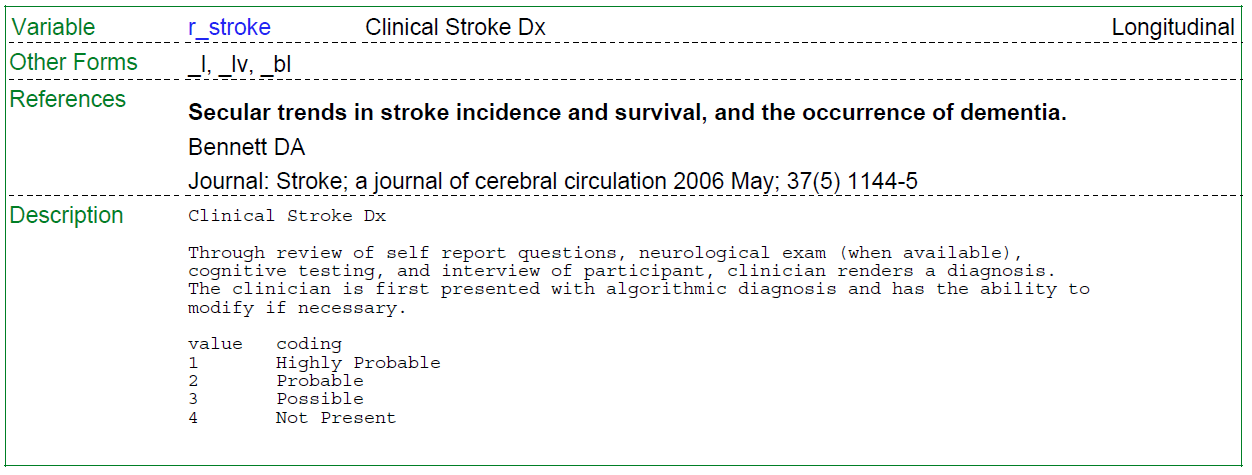 Variable r_stroke Clinical Stroke Dx Longitudinal
Other Forms _l, _lv, _bl
References
Secular trends in stroke incidence and survival, and the occurrence of dementia.
Bennett DA
Journal: Stroke; a journal of cerebral circulation 2006 May; 37(5) 1144-5
Description Clinical Stroke Dx
Through review of self report questions, neurological exam (when available),
cognitive testing, and interview of participant, clinician renders a diagnosis.
The clinician is first presented with algorithmic diagnosis and has the ability to
modify if necessary.
value coding
1 Highly Probable
2 Probable
3 Possible
4 Not Present